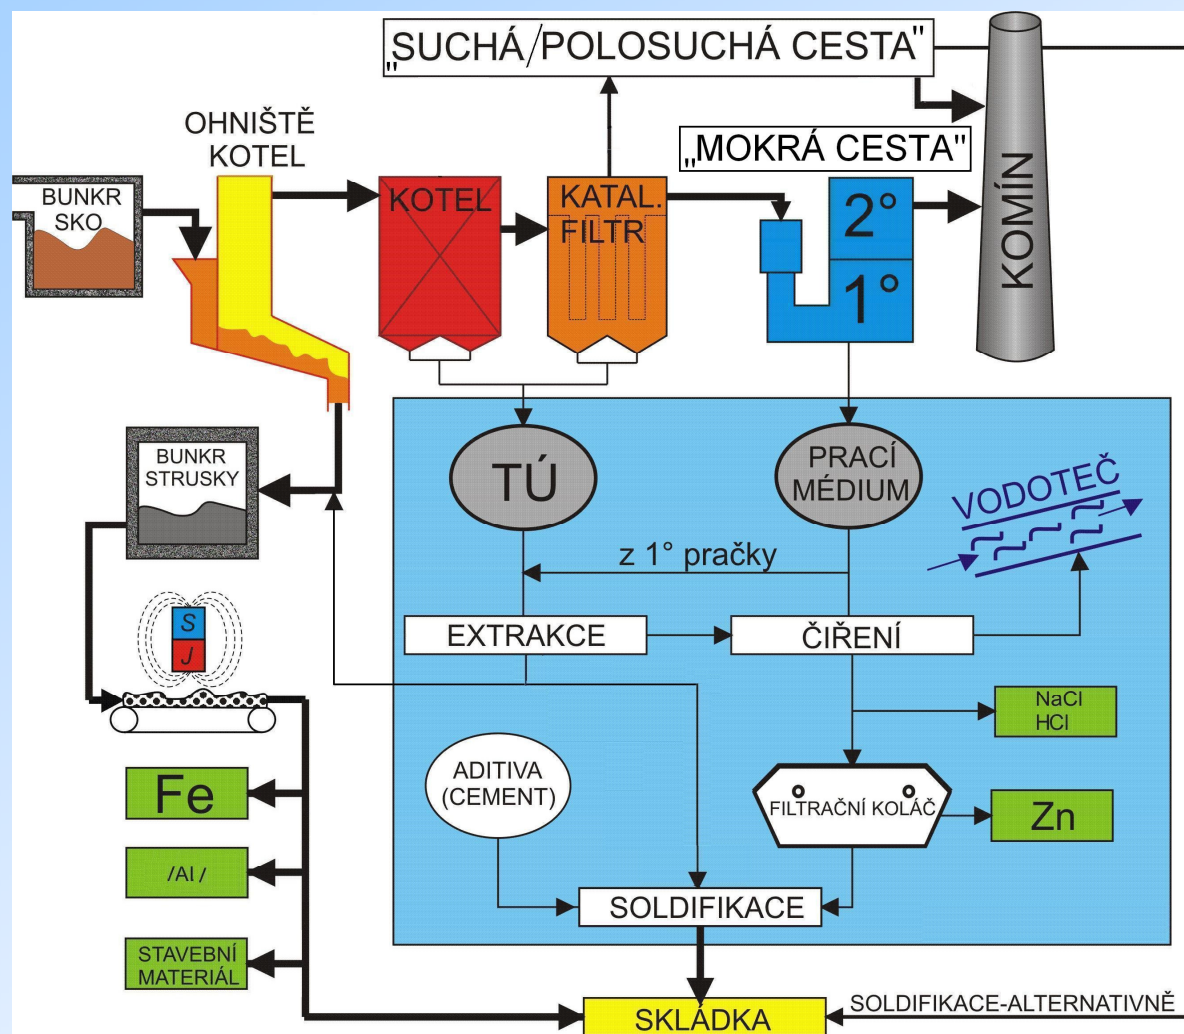 „SUCHÁ/POLOSUCHÁ CESTA"
OHNIŠTĚ
KOTEL
„MOKRÁ CESTA"
BUNKR
SKO
KOTEL
KATAL.
FILTR
2°
1°
KOMÍN
BUNKR
STRUSKY
TÚ
PRACÍ
MÉDIUM
VODOTEČ
z 1° pračky
S
J
EXTRAKCE
ČIŘENÍ
NaCl
HCl
Fe
ADITIVA
(CEMENT)
FILTRAČNÍ KOLÁČ
Zn
/Al /
SOLDIFIKACE
STAVEBNÍ
MATERIÁL
SKLÁDKA
SOLDIFIKACE-ALTERNATIVNĚ